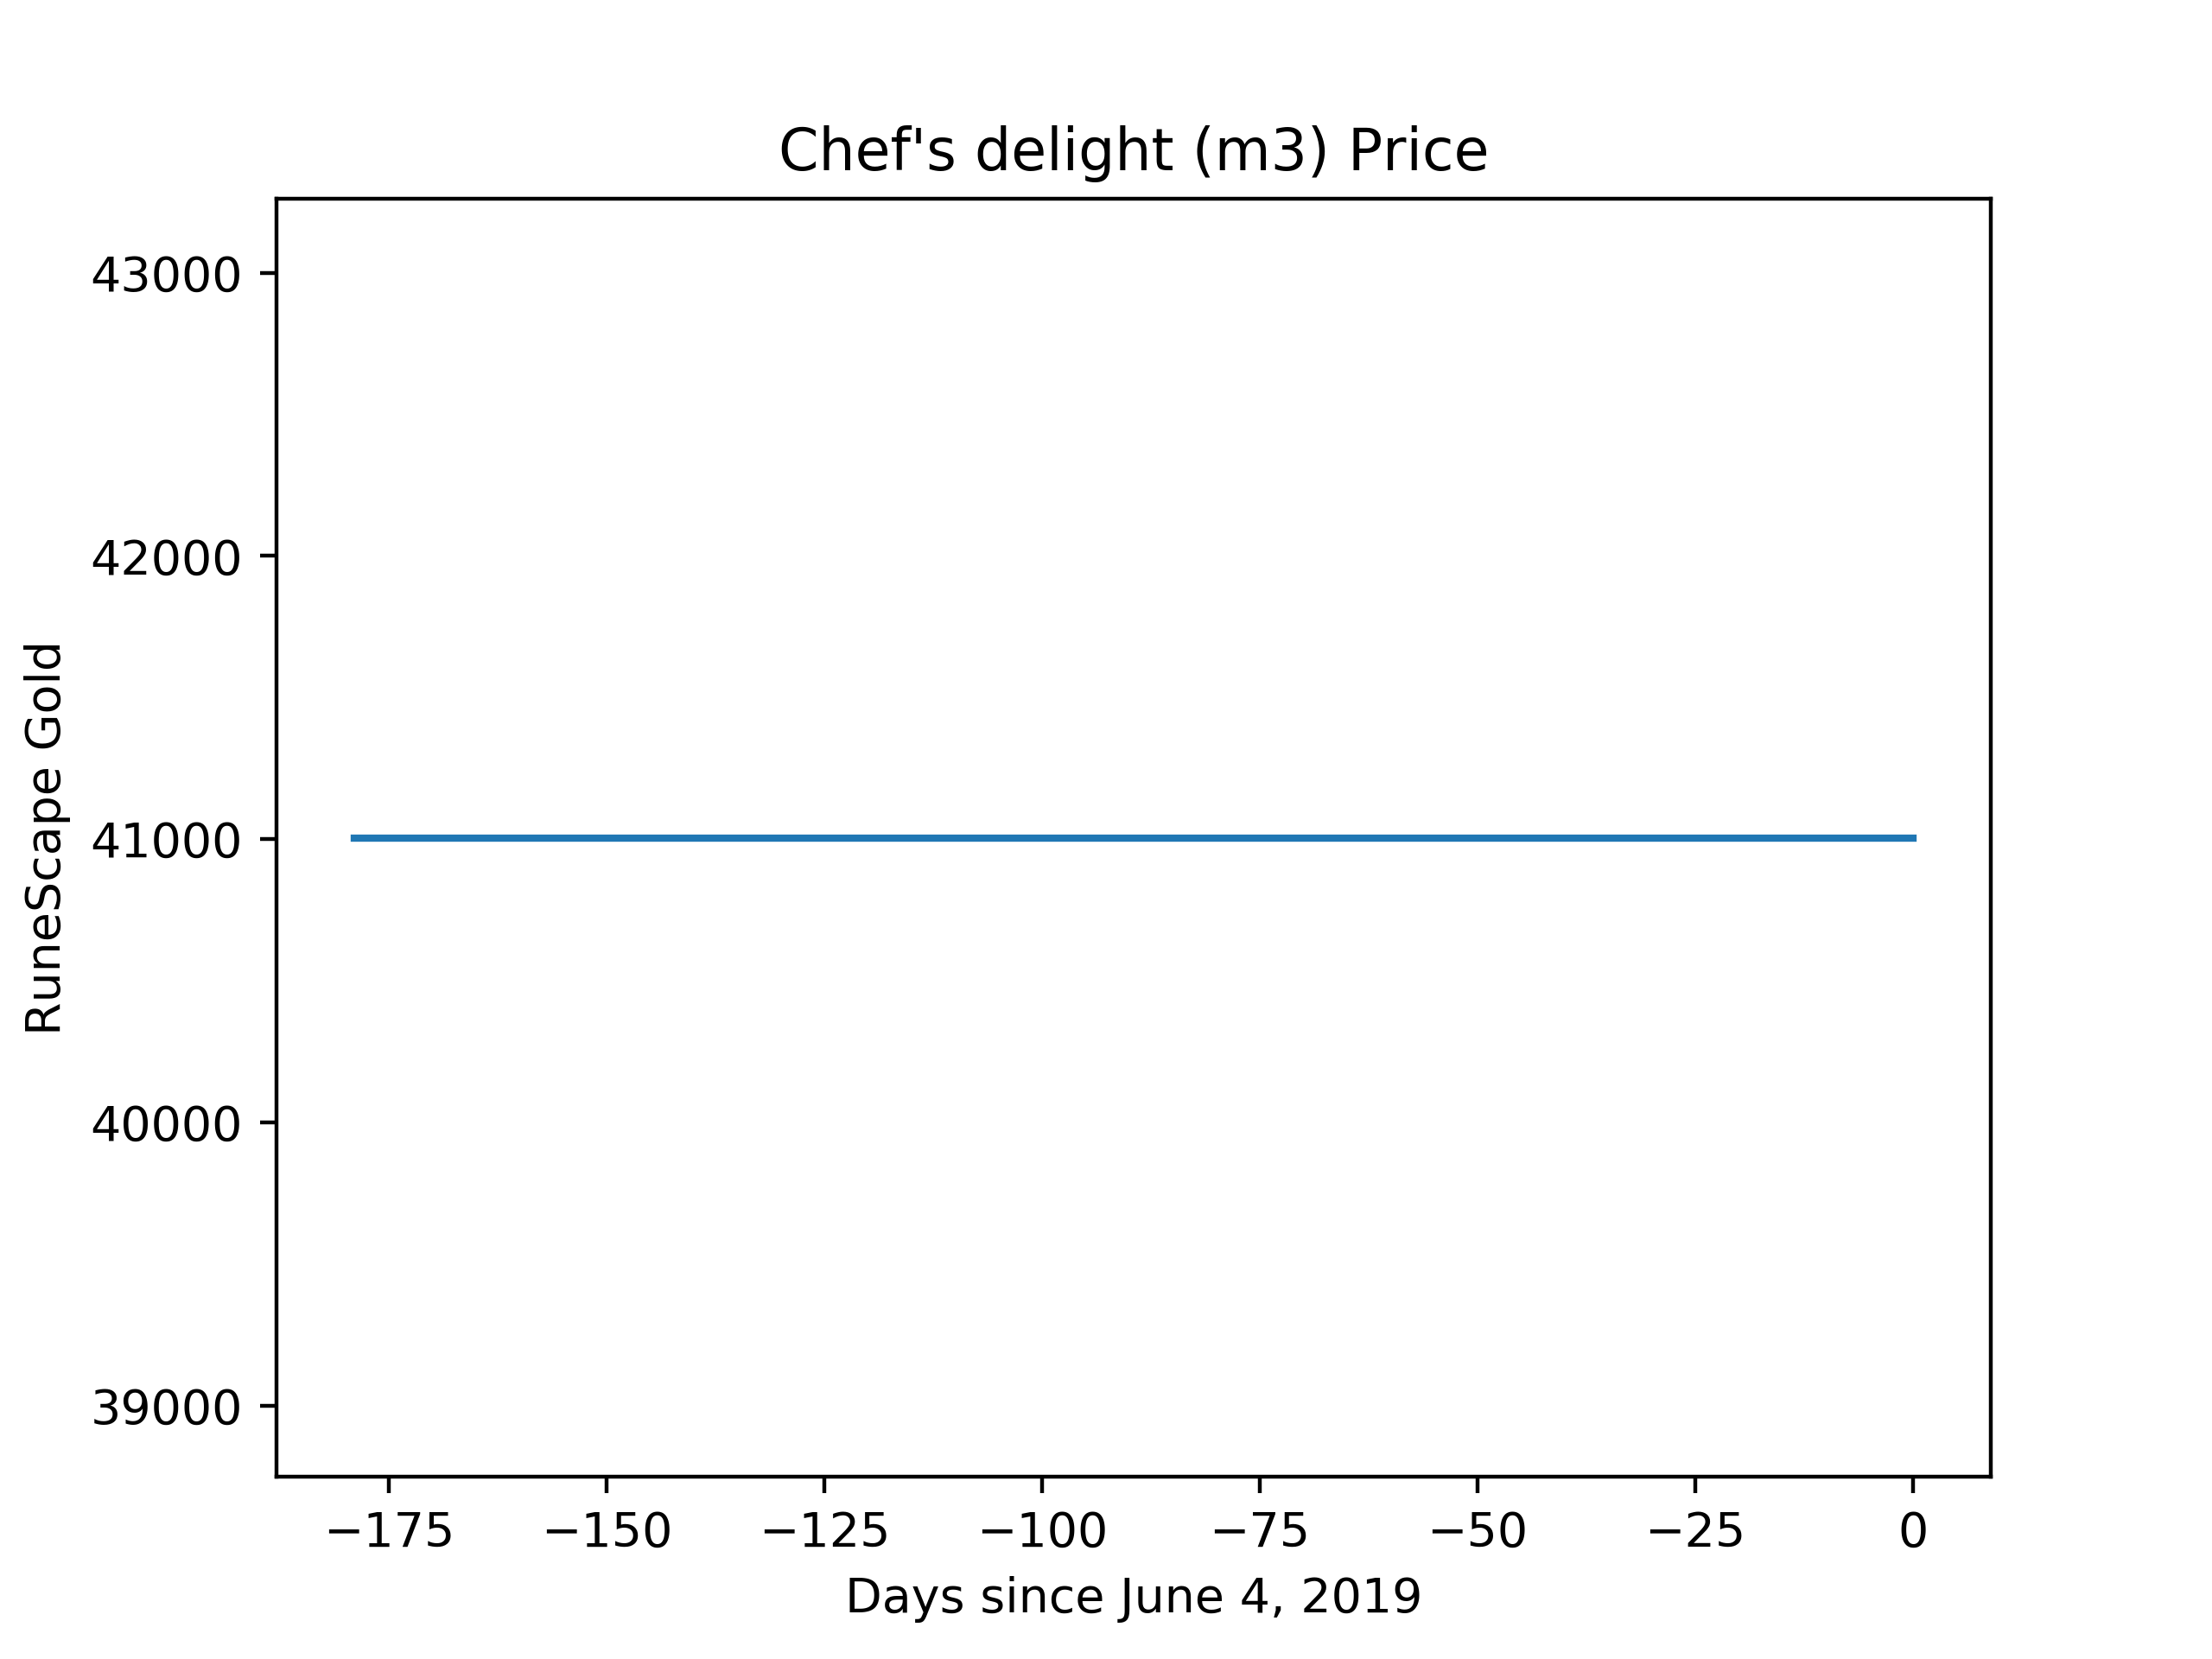 Chef's delight (m3) Price
43000
42000
41000
40000
39000
RuneScape Gold
−175 −150 −125 −100 −75 −50 −25 0
Days since June 4, 2019